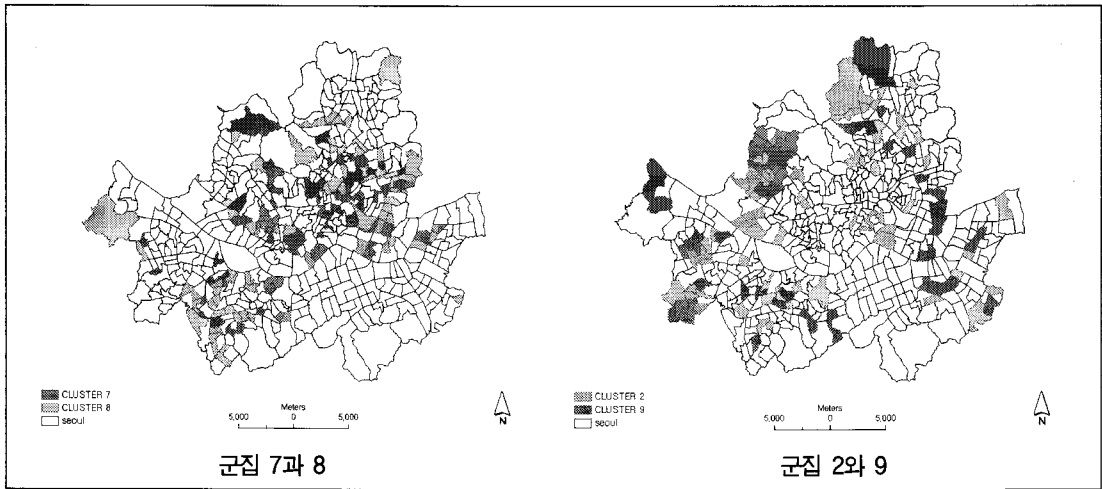 CLUSTER 7
CLUSTER 8
seoul
Meters
5,000 0 5,000
N
군집 7과 8
CLUSTER 2
CLUSTER 9
seoul
Meters
5,000 0 5,000
N
군집 2와 9